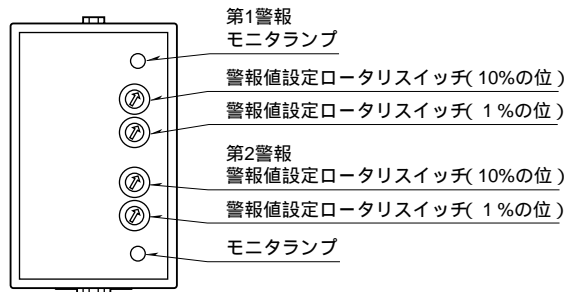 第1警報
モニタランプ
警報値設定ロータリスイッチ(10%の位)
警報値設定ロータリスイッチ( 1%の位)
第2警報
警報値設定ロータリスイッチ(10%の位)
警報値設定ロータリスイッチ( 1%の位)
モニタランプ